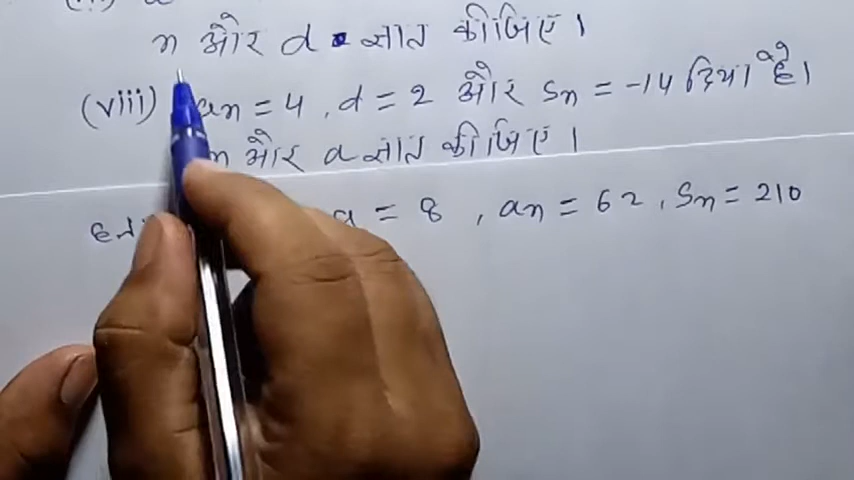 n और d ज्ञात कीजिए।
(viii) an = 4, d = 2 और Sn = -14 दिया है।
n और a ज्ञात कीजिए।
a = 8, an = 62, Sn = 210